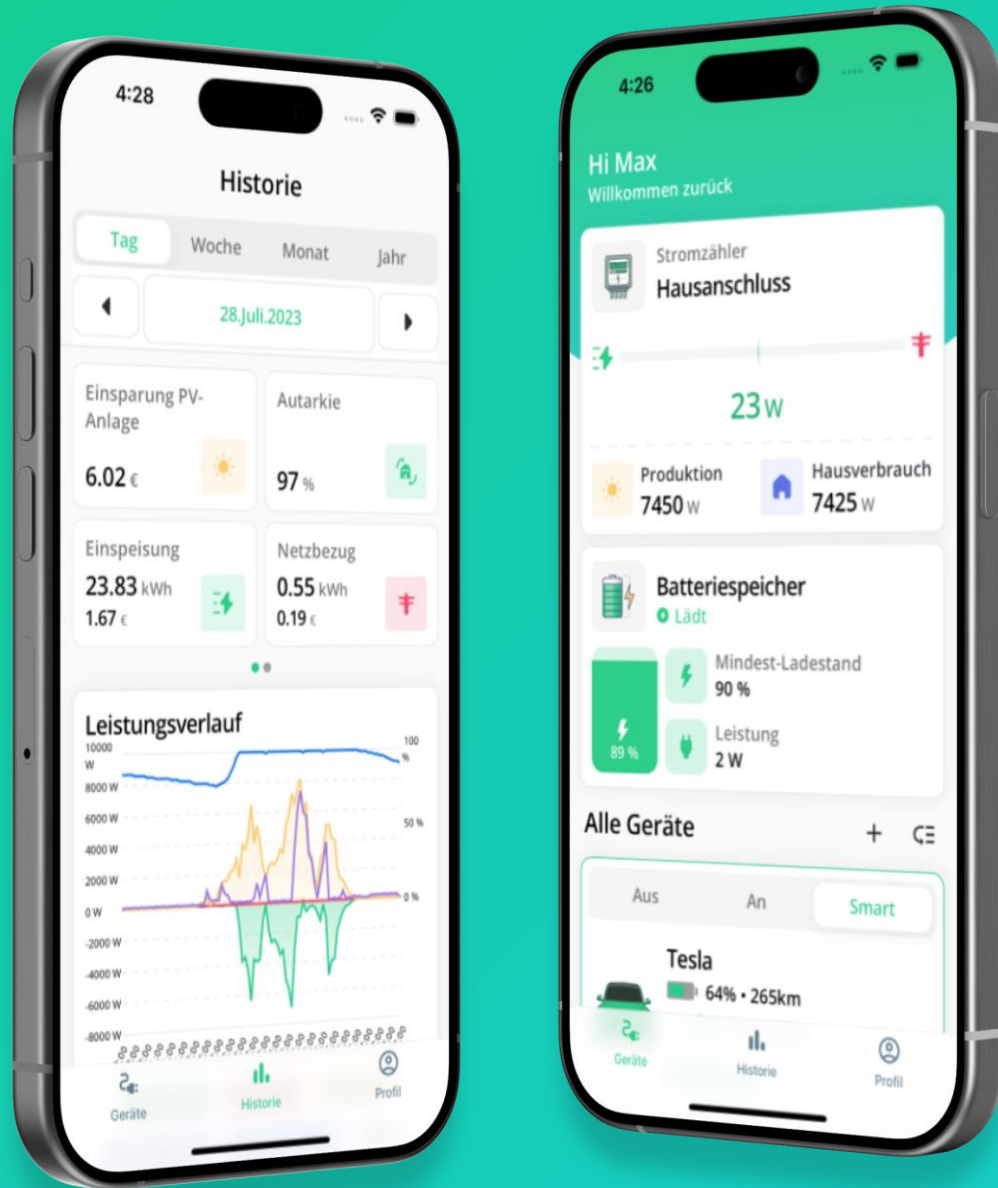 4:28
Historie
Tag
Woche
Monat
Jahr
28.Juli.2023
Einsparung PV-
Anlage
6.02 €
Autarkie
97 %
Einspeisung
23.83 kWh
1.67 €
Netzbezug
0.55 kWh
0.19 €
Leistungsverlauf
10000
W
8000 W
6000 W
4000 W
2000 W
0 W
-2000 W
-4000 W
-6000 W
-8000 W
100
%
50 %
0 %
Geräte
Historie
Profil
4:26
Hi Max
Willkommen zurück
Stromzähler
Hausanschluss
23 W
Produktion
7450 W
Hausverbrauch
7425 W
Batteriespeicher
Lädt
89 %
Mindest-Ladestand
90 %
Leistung
2 W
Alle Geräte
Aus
An
Smart
Tesla
64% • 265km
Geräte
Historie
Profil